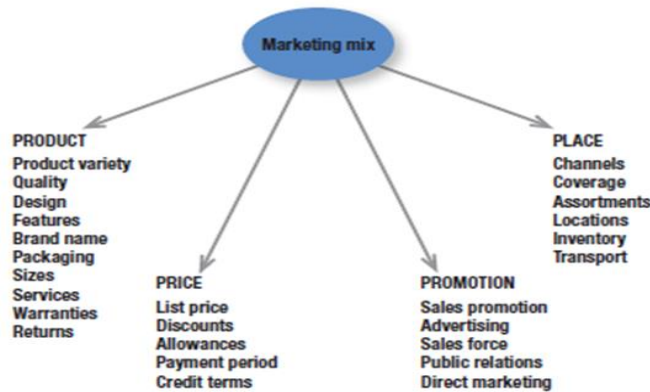 Marketing mix
PRODUCT
Product variety
Quality
Design
Features
Brand name
Packaging
Sizes
Services
Warranties
Returns
PRICE
List price
Discounts
Allowances
Payment period
Credit terms
PROMOTION
Sales promotion
Advertising
Sales force
Public relations
Direct marketing
PLACE
Channels
Coverage
Assortments
Locations
Inventory
Transport